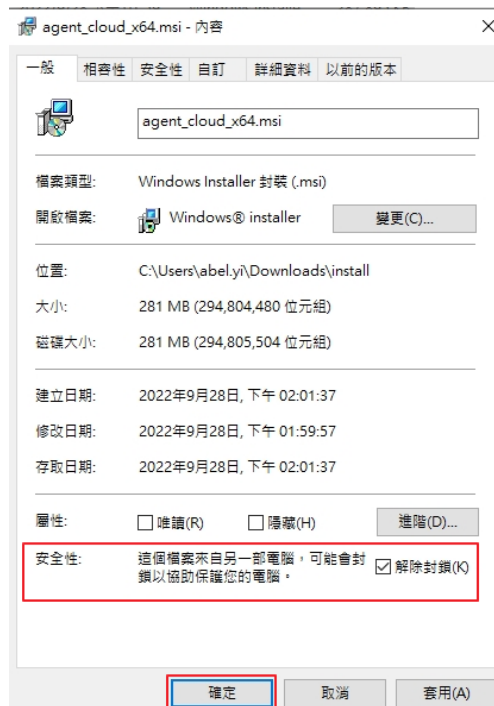 agent_cloud_x64.msi - 內容
一般 相容性 安全性 自訂 詳細資料 以前的版本
agent_cloud_x64.msi
檔案類型: Windows Installer 封裝 (.msi)
開啟檔案: Windows® installer 變更(C)...
位置: C:\Users\abel.yi\Downloads\install
大小: 281 MB (294,804,480 位元組)
磁碟大小: 281 MB (294,805,504 位元組)
建立日期: 2022年9月28日, 下午 02:01:37
修改日期: 2022年9月28日, 下午 01:59:57
存取日期: 2022年9月28日, 下午 02:01:37
屬性: 唯讀(R) 隱藏(H) 進階(D)...
安全性: 這個檔案來自另一部電腦，可能會封
鎖以協助保護您的電腦。 解除封鎖(K)
確定 取消 套用(A)